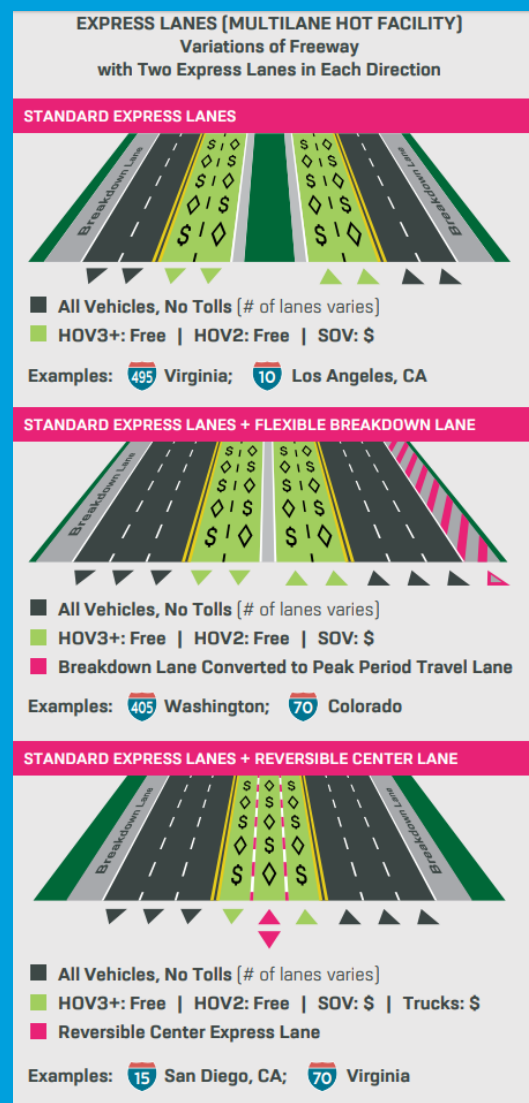 EXPRESS LANES (MULTILANE HOT FACILITY)
Variations of Freeway
with Two Express Lanes in Each Direction
STANDARD EXPRESS LANES
Breakdown Lane
Breakdown Lane
All Vehicles, No Tolls (# of lanes varies)
HOV3+: Free | HOV2: Free | SOV: $
Examples: 495 Virginia; 10 Los Angeles, CA
STANDARD EXPRESS LANES + FLEXIBLE BREAKDOWN LANE
Breakdown Lane
All Vehicles, No Tolls (# of lanes varies)
HOV3+: Free | HOV2: Free | SOV: $
Breakdown Lane Converted to Peak Period Travel Lane
Examples: 405 Washington; 70 Colorado
STANDARD EXPRESS LANES + REVERSIBLE CENTER LANE
Breakdown Lane
Breakdown Lane
All Vehicles, No Tolls (# of lanes varies)
HOV3+: Free | HOV2: Free | SOV: $ | Trucks: $
Reversible Center Express Lane
Examples: 15 San Diego, CA; 70 Virginia